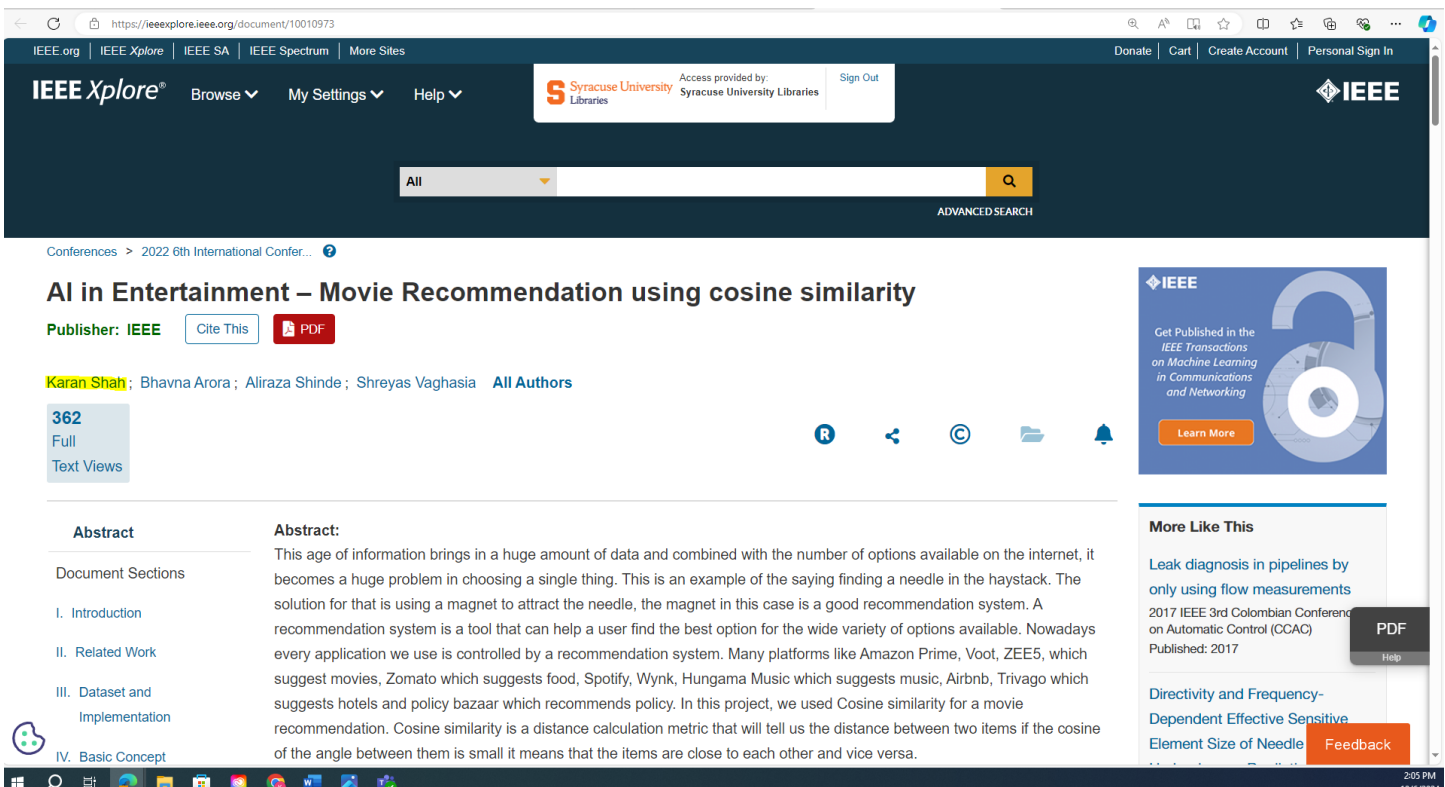 https://ieeexplore.ieee.org/document/10010973
IEEE.org | IEEE Xplore | IEEE SA | IEEE Spectrum | More Sites
Donate | Cart | Create Account | Personal Sign In
IEEE Xplore®
Browse
My Settings
Help
Syracuse University
Libraries
Access provided by:
Syracuse University Libraries
Sign Out
IEEE
All
ADVANCED SEARCH
Conferences > 2022 6th International Confer...
AI in Entertainment – Movie Recommendation using cosine similarity
Publisher: IEEE
Cite This
PDF
Karan Shah ; Bhavna Arora ; Aliraza Shinde ; Shreyas Vaghasia All Authors
362
Full
Text Views
R
©
IEEE
Get Published in the
IEEE Transactions
on Machine Learning
in Communications
and Networking
Learn More
Abstract
Document Sections
I. Introduction
II. Related Work
III. Dataset and
Implementation
IV. Basic Concept
Abstract:
This age of information brings in a huge amount of data and combined with the number of options available on the internet, it
becomes a huge problem in choosing a single thing. This is an example of the saying finding a needle in the haystack. The
solution for that is using a magnet to attract the needle, the magnet in this case is a good recommendation system. A
recommendation system is a tool that can help a user find the best option for the wide variety of options available. Nowadays
every application we use is controlled by a recommendation system. Many platforms like Amazon Prime, Voot, ZEE5, which
suggest movies, Zomato which suggests food, Spotify, Wynk, Hungama Music which suggests music, Airbnb, Trivago which
suggests hotels and policy bazaar which recommends policy. In this project, we used Cosine similarity for a movie
recommendation. Cosine similarity is a distance calculation metric that will tell us the distance between two items if the cosine
of the angle between them is small it means that the items are close to each other and vice versa.
More Like This
Leak diagnosis in pipelines by
only using flow measurements
2017 IEEE 3rd Colombian Conference
on Automatic Control (CCAC)
Published: 2017
Directivity and Frequency-
Dependent Effective Sensitive
Element Size of Needle
PDF
Help
Feedback
2:05 PM